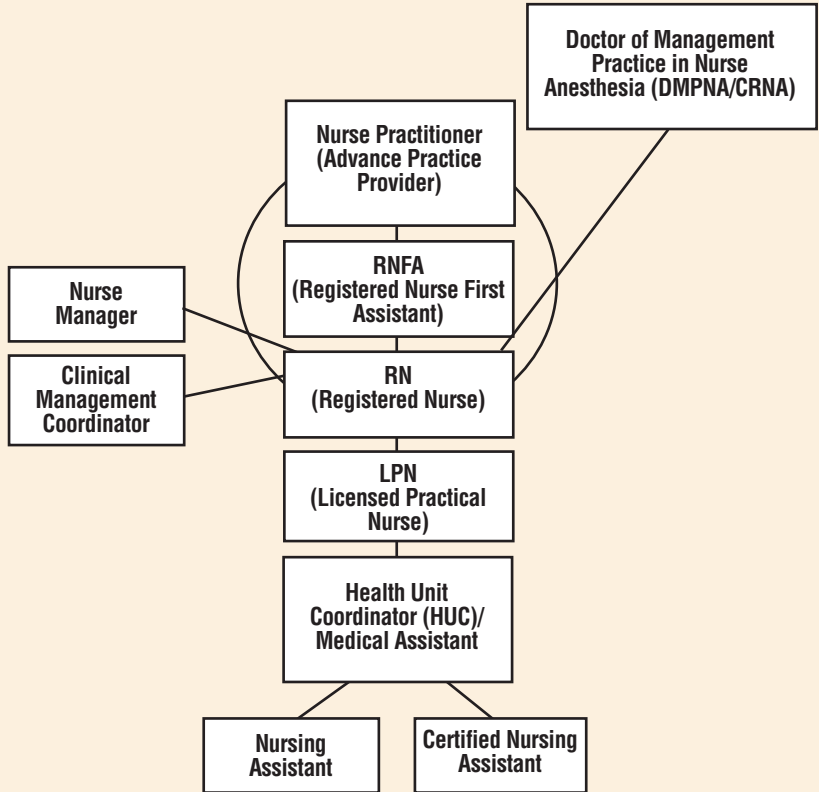 Doctor of Management
Practice in Nurse
Anesthesia (DMPNA/CRNA)
Nurse Practitioner
(Advance Practice
Provider)
RNFA
(Registered Nurse First
Assistant)
Nurse
Manager
RN
(Registered Nurse)
Clinical
Management
Coordinator
LPN
(Licensed Practical
Nurse)
Health Unit
Coordinator (HUC)/
Medical Assistant
Nursing
Assistant
Certified Nursing
Assistant